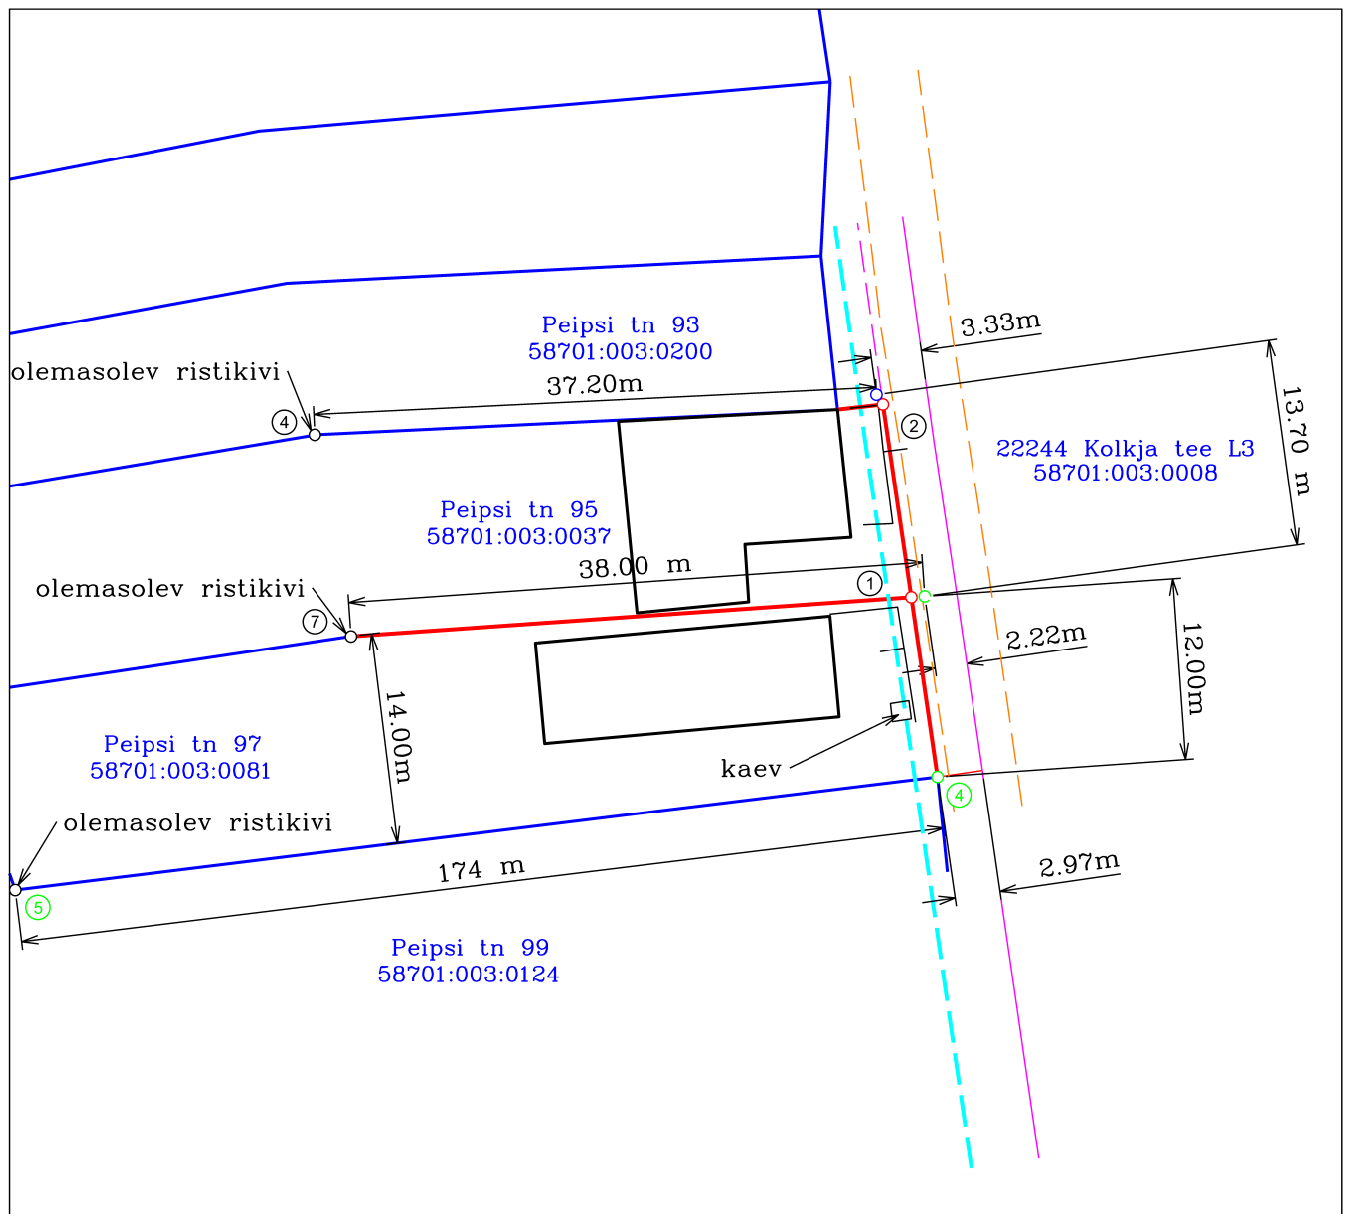 Peipsi tn 93
58701:003:0200
3.33m
olemasolev ristikivi
37.20m
4
2
13.70 m
22244 Kolkja tee L3
58701:003:0008
Peipsi tn 95
58701:003:0037
38.00 m
olemasolev ristikivi
1
7
2.22m
12.00m
14.00m
Peipsi tn 97
58701:003:0081
kaev
4
olemasolev ristikivi
174 m
2.97m
5
Peipsi tn 99
58701:003:0124